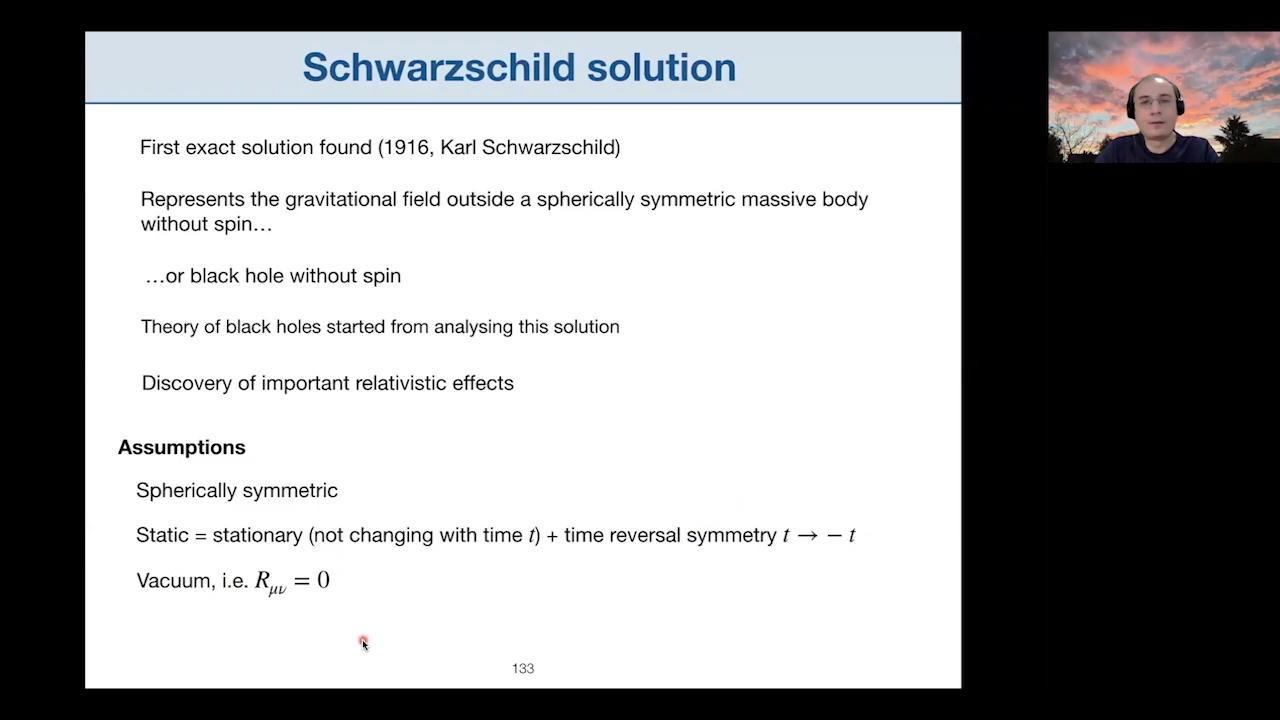 Schwarzschild solution
First exact solution found (1916, Karl Schwarzschild)
Represents the gravitational field outside a spherically symmetric massive body
without spin…
…or black hole without spin
Theory of black holes started from analysing this solution
Discovery of important relativistic effects
Assumptions
Spherically symmetric
Static = stationary (not changing with time t) + time reversal symmetry t → − t
Vacuum, i.e. R_{μν} = 0
133